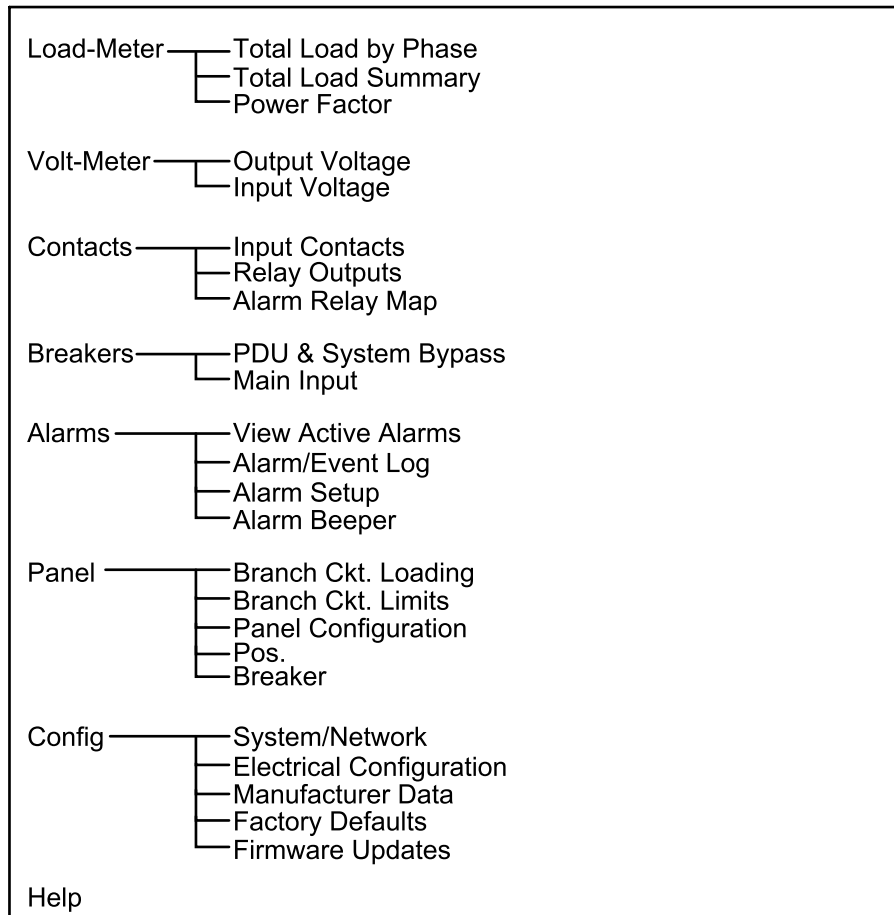 Load-Meter Total Load by Phase
Total Load Summary
Power Factor
Volt-Meter Output Voltage
Input Voltage
Contacts Input Contacts
Relay Outputs
Alarm Relay Map
Breakers PDU & System Bypass
Main Input
Alarms View Active Alarms
Alarm/Event Log
Alarm Setup
Alarm Beeper
Panel Branch Ckt. Loading
Branch Ckt. Limits
Panel Configuration
Pos.
Breaker
Config System/Network
Electrical Configuration
Manufacturer Data
Factory Defaults
Firmware Updates
Help